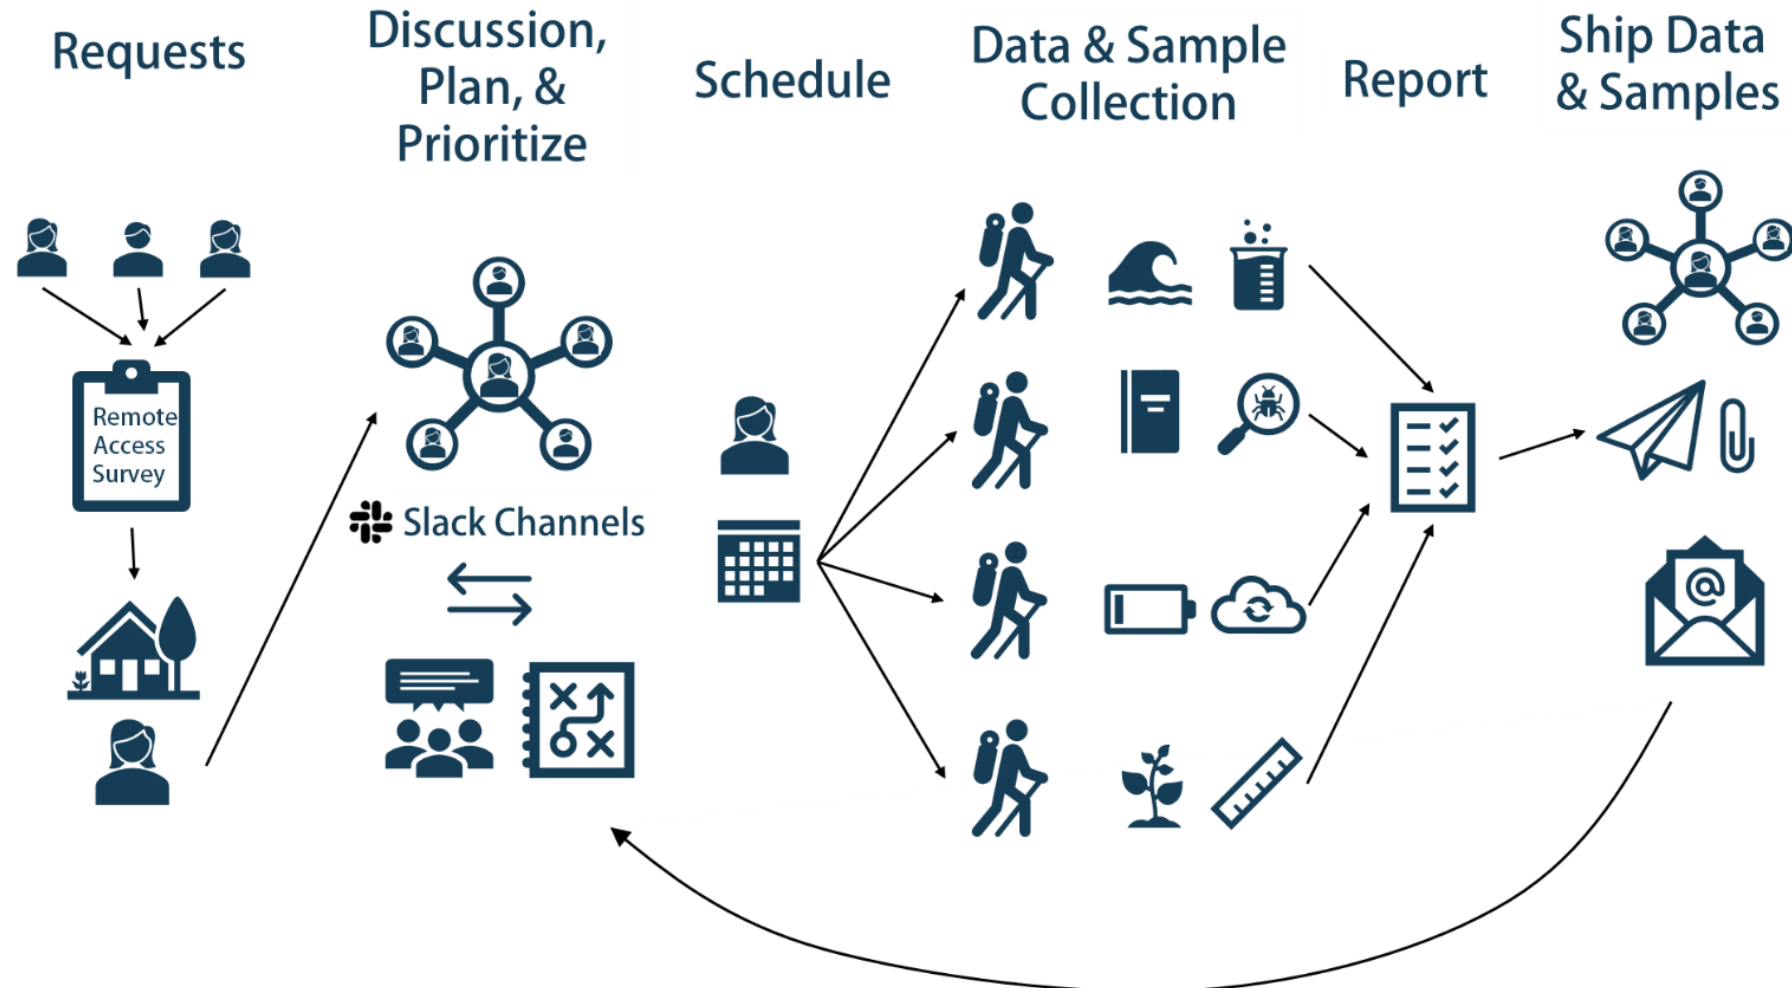 Requests
Discussion,
Plan, &
Prioritize
Schedule
Data & Sample
Collection
Report
Ship Data
& Samples
Remote
Access
Survey
Slack Channels
@